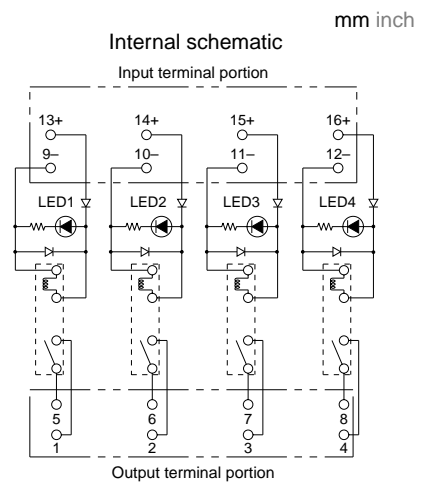 mm inch
Internal schematic
Input terminal portion
13+ 14+ 15+ 16+
9– 10– 11– 12–
LED1 LED2 LED3 LED4
5 6 7 8
1 2 3 4
Output terminal portion